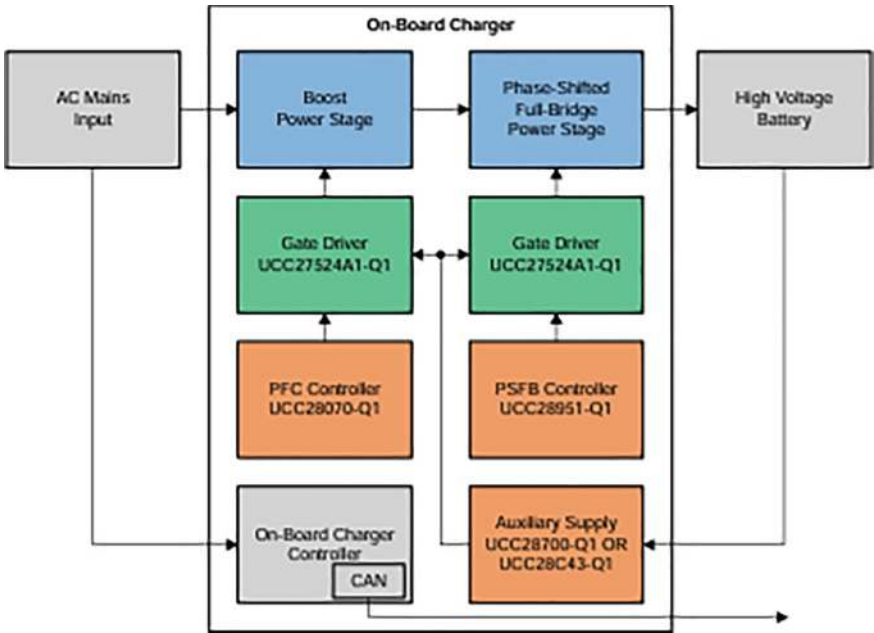 On-Board Charger
AC Mains
Input
Boost
Power Stage
Phase-Shifted
Full-Bridge
Power Stage
High Voltage
Battery
Gate Driver
UCC27524A1-Q1
Gate Driver
UCC27524A1-Q1
PFC Controller
UCC28070-Q1
PSFB Controller
UCC28951-Q1
On-Board Charger
Controller
CAN
Auxiliary Supply
UCC28700-Q1 OR
UCC28C43-Q1